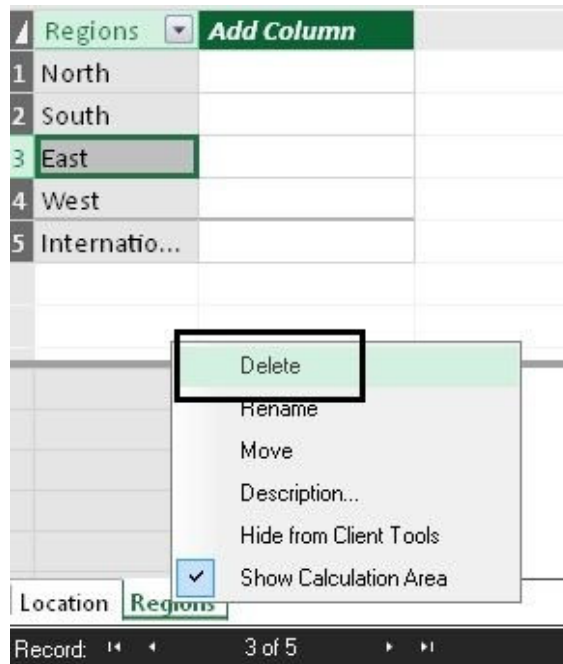 Regions Add Column
1 North
2 South
3 East
4 West
5 Internatio...
Delete
Rename
Move
Description...
Hide from Client Tools
Show Calculation Area
Location Regions
Record: 3 of 5